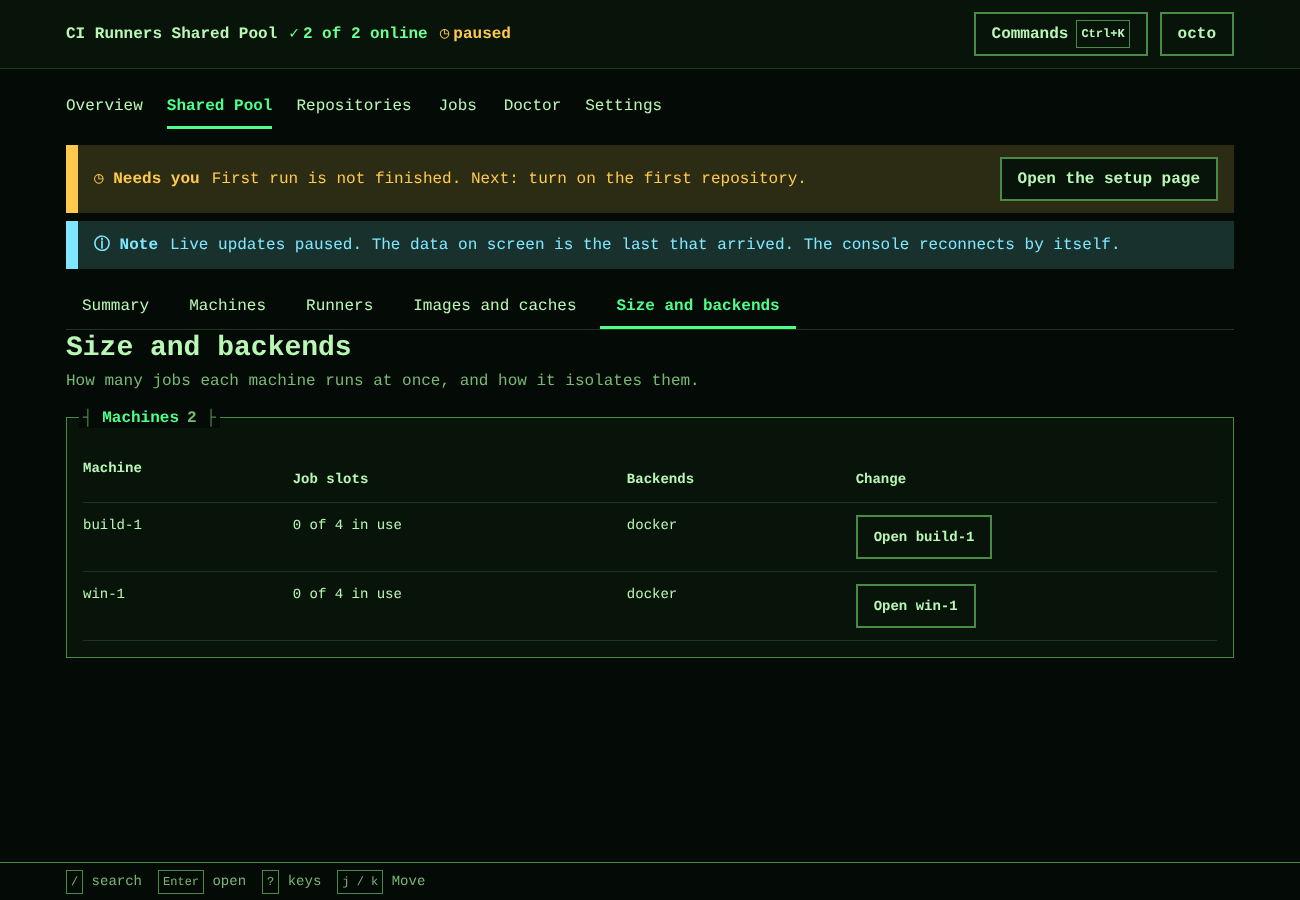 CI Runners Shared Pool ✓ 2 of 2 online ◷ paused Commands Ctrl+K octo
Overview Shared Pool Repositories Jobs Doctor Settings
◷ Needs you First run is not finished. Next: turn on the first repository. Open the setup page
ⓘ Note Live updates paused. The data on screen is the last that arrived. The console reconnects by itself.
Summary Machines Runners Images and caches Size and backends
Size and backends
How many jobs each machine runs at once, and how it isolates them.
┤ Machines 2 ├
Machine Job slots Backends Change
build-1 0 of 4 in use docker Open build-1
win-1 0 of 4 in use docker Open win-1
/ search Enter open ? keys j / k Move